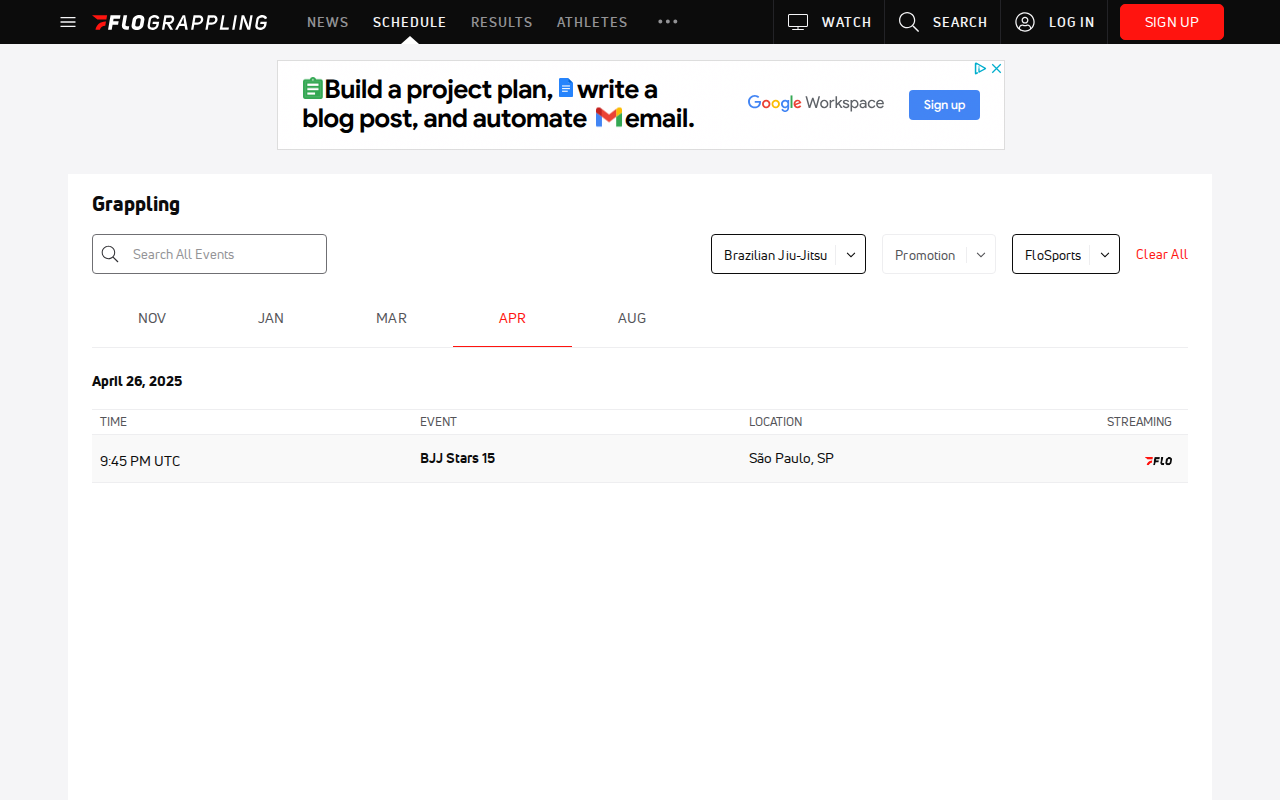 FLOGRAPPLING NEWS SCHEDULE RESULTS ATHLETES ••• WATCH SEARCH LOG IN SIGN UP
Build a project plan, write a
blog post, and automate email.
Google Workspace
Sign up
Grappling
Search All Events
Brazilian Jiu-Jitsu
Promotion
FloSports
Clear All
NOV JAN MAR APR AUG
April 26, 2025
TIME EVENT LOCATION STREAMING
9:45 PM UTC BJJ Stars 15 São Paulo, SP FLO